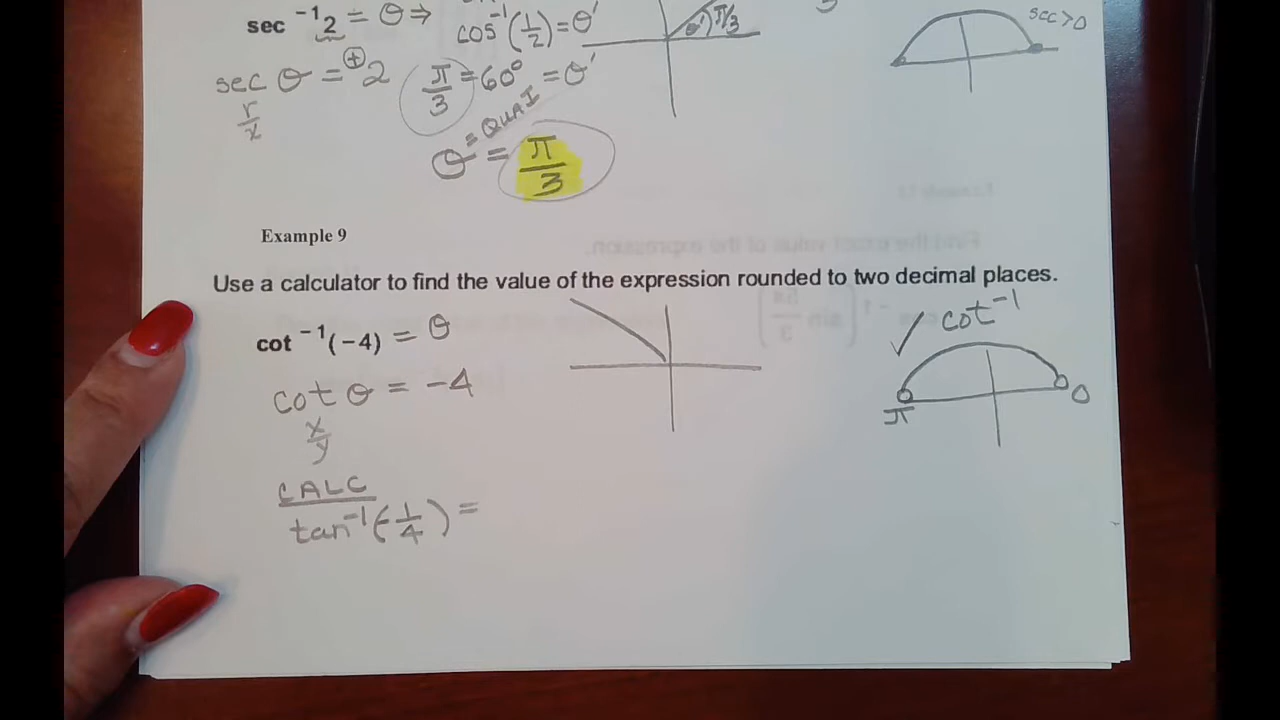 sec ⁻¹2 = θ ⇒
cos⁻¹(1/2) = θ'
θ') π/3
sec > 0
sec θ = ⊕2
r/x
π/3 = 60° = θ'
= QUA I
θ = π/3
Example 9
Use a calculator to find the value of the expression rounded to two decimal places.
cot ⁻¹(−4) = θ
✓ cot⁻¹
cot θ = −4
x/y
π
0
CALC
tan⁻¹(−1/4) =